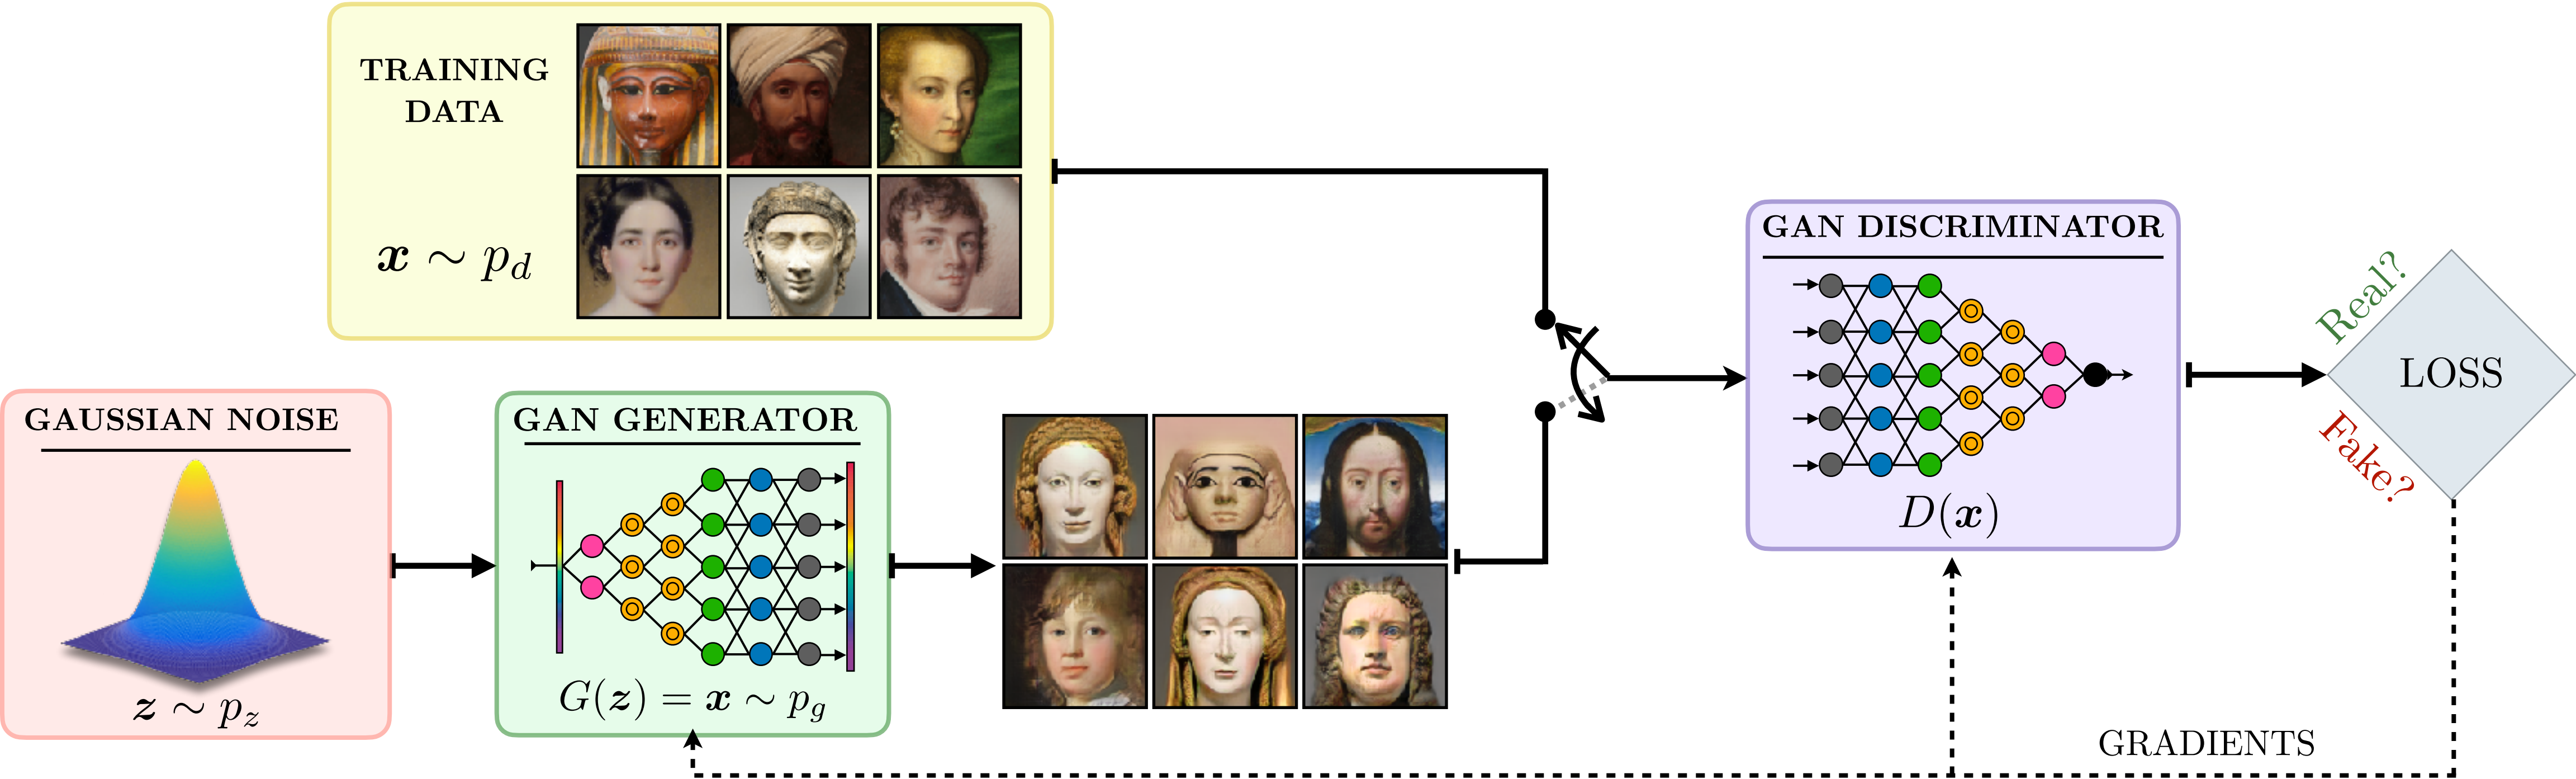 TRAINING
DATA
x ∼ p_d
GAUSSIAN NOISE
z ∼ p_z
GAN GENERATOR
G(z) = x ∼ p_g
GAN DISCRIMINATOR
D(x)
Real?
LOSS
Fake?
GRADIENTS